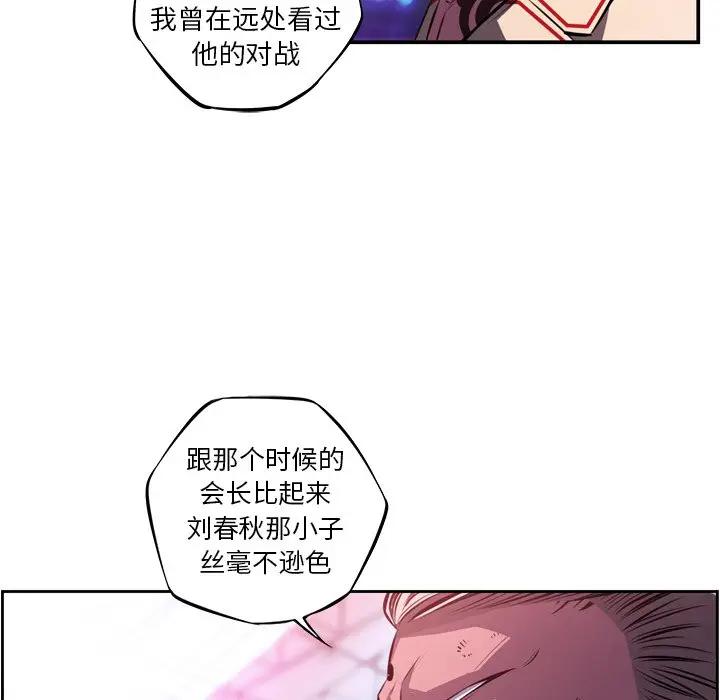 我曾在远处看过
他的对战
跟那个时候的
会长比起来
刘春秋那小子
丝毫不逊色